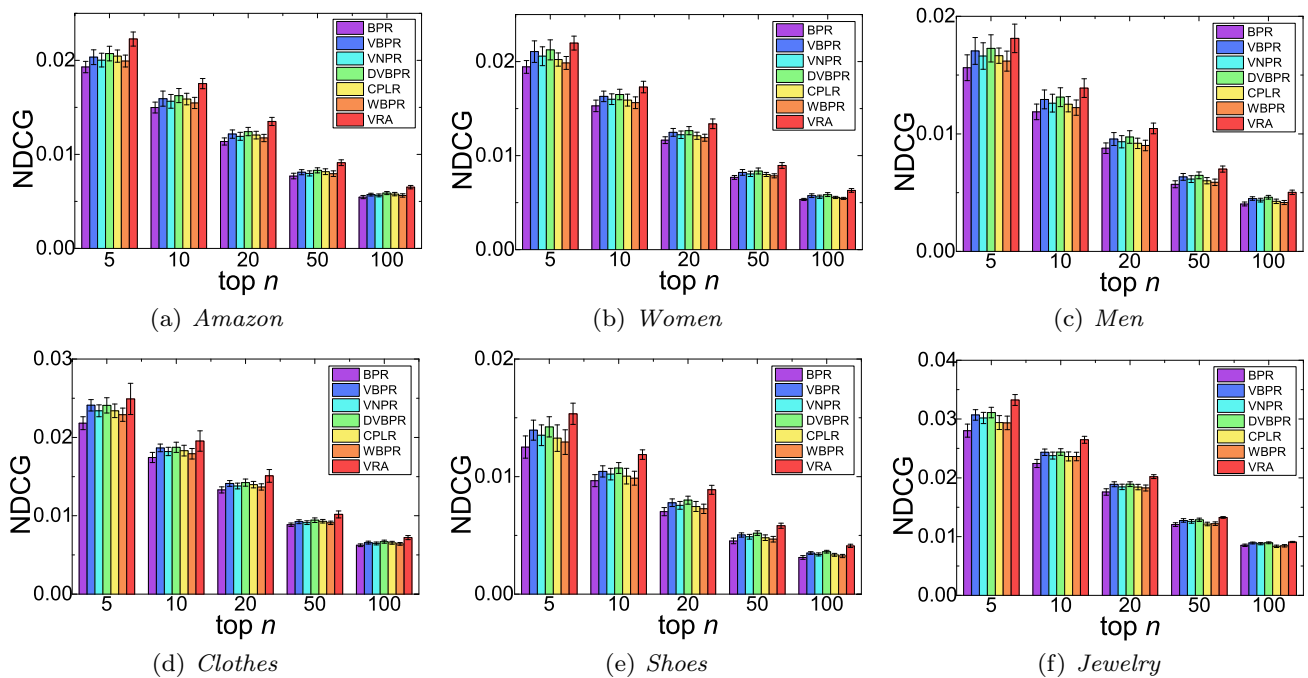 BPR
VBPR
VNPR
DVBPR
CPLR
WBPR
VRA
0.02
0.01
0.00
NDCG
5 10 20 50 100
top n
(a) Amazon
BPR
VBPR
VNPR
DVBPR
CPLR
WBPR
VRA
0.02
0.01
0.00
NDCG
5 10 20 50 100
top n
(b) Women
BPR
VBPR
VNPR
DVBPR
CPLR
WBPR
VRA
0.02
0.01
0.00
NDCG
5 10 20 50 100
top n
(c) Men
BPR
VBPR
VNPR
DVBPR
CPLR
WBPR
VRA
0.03
0.02
0.01
0.00
NDCG
5 10 20 50 100
top n
(d) Clothes
BPR
VBPR
VNPR
DVBPR
CPLR
WBPR
VRA
0.02
0.01
0.00
NDCG
5 10 20 50 100
top n
(e) Shoes
BPR
VBPR
VNPR
DVBPR
CPLR
WBPR
VRA
0.04
0.03
0.02
0.01
0.00
NDCG
5 10 20 50 100
top n
(f) Jewelry